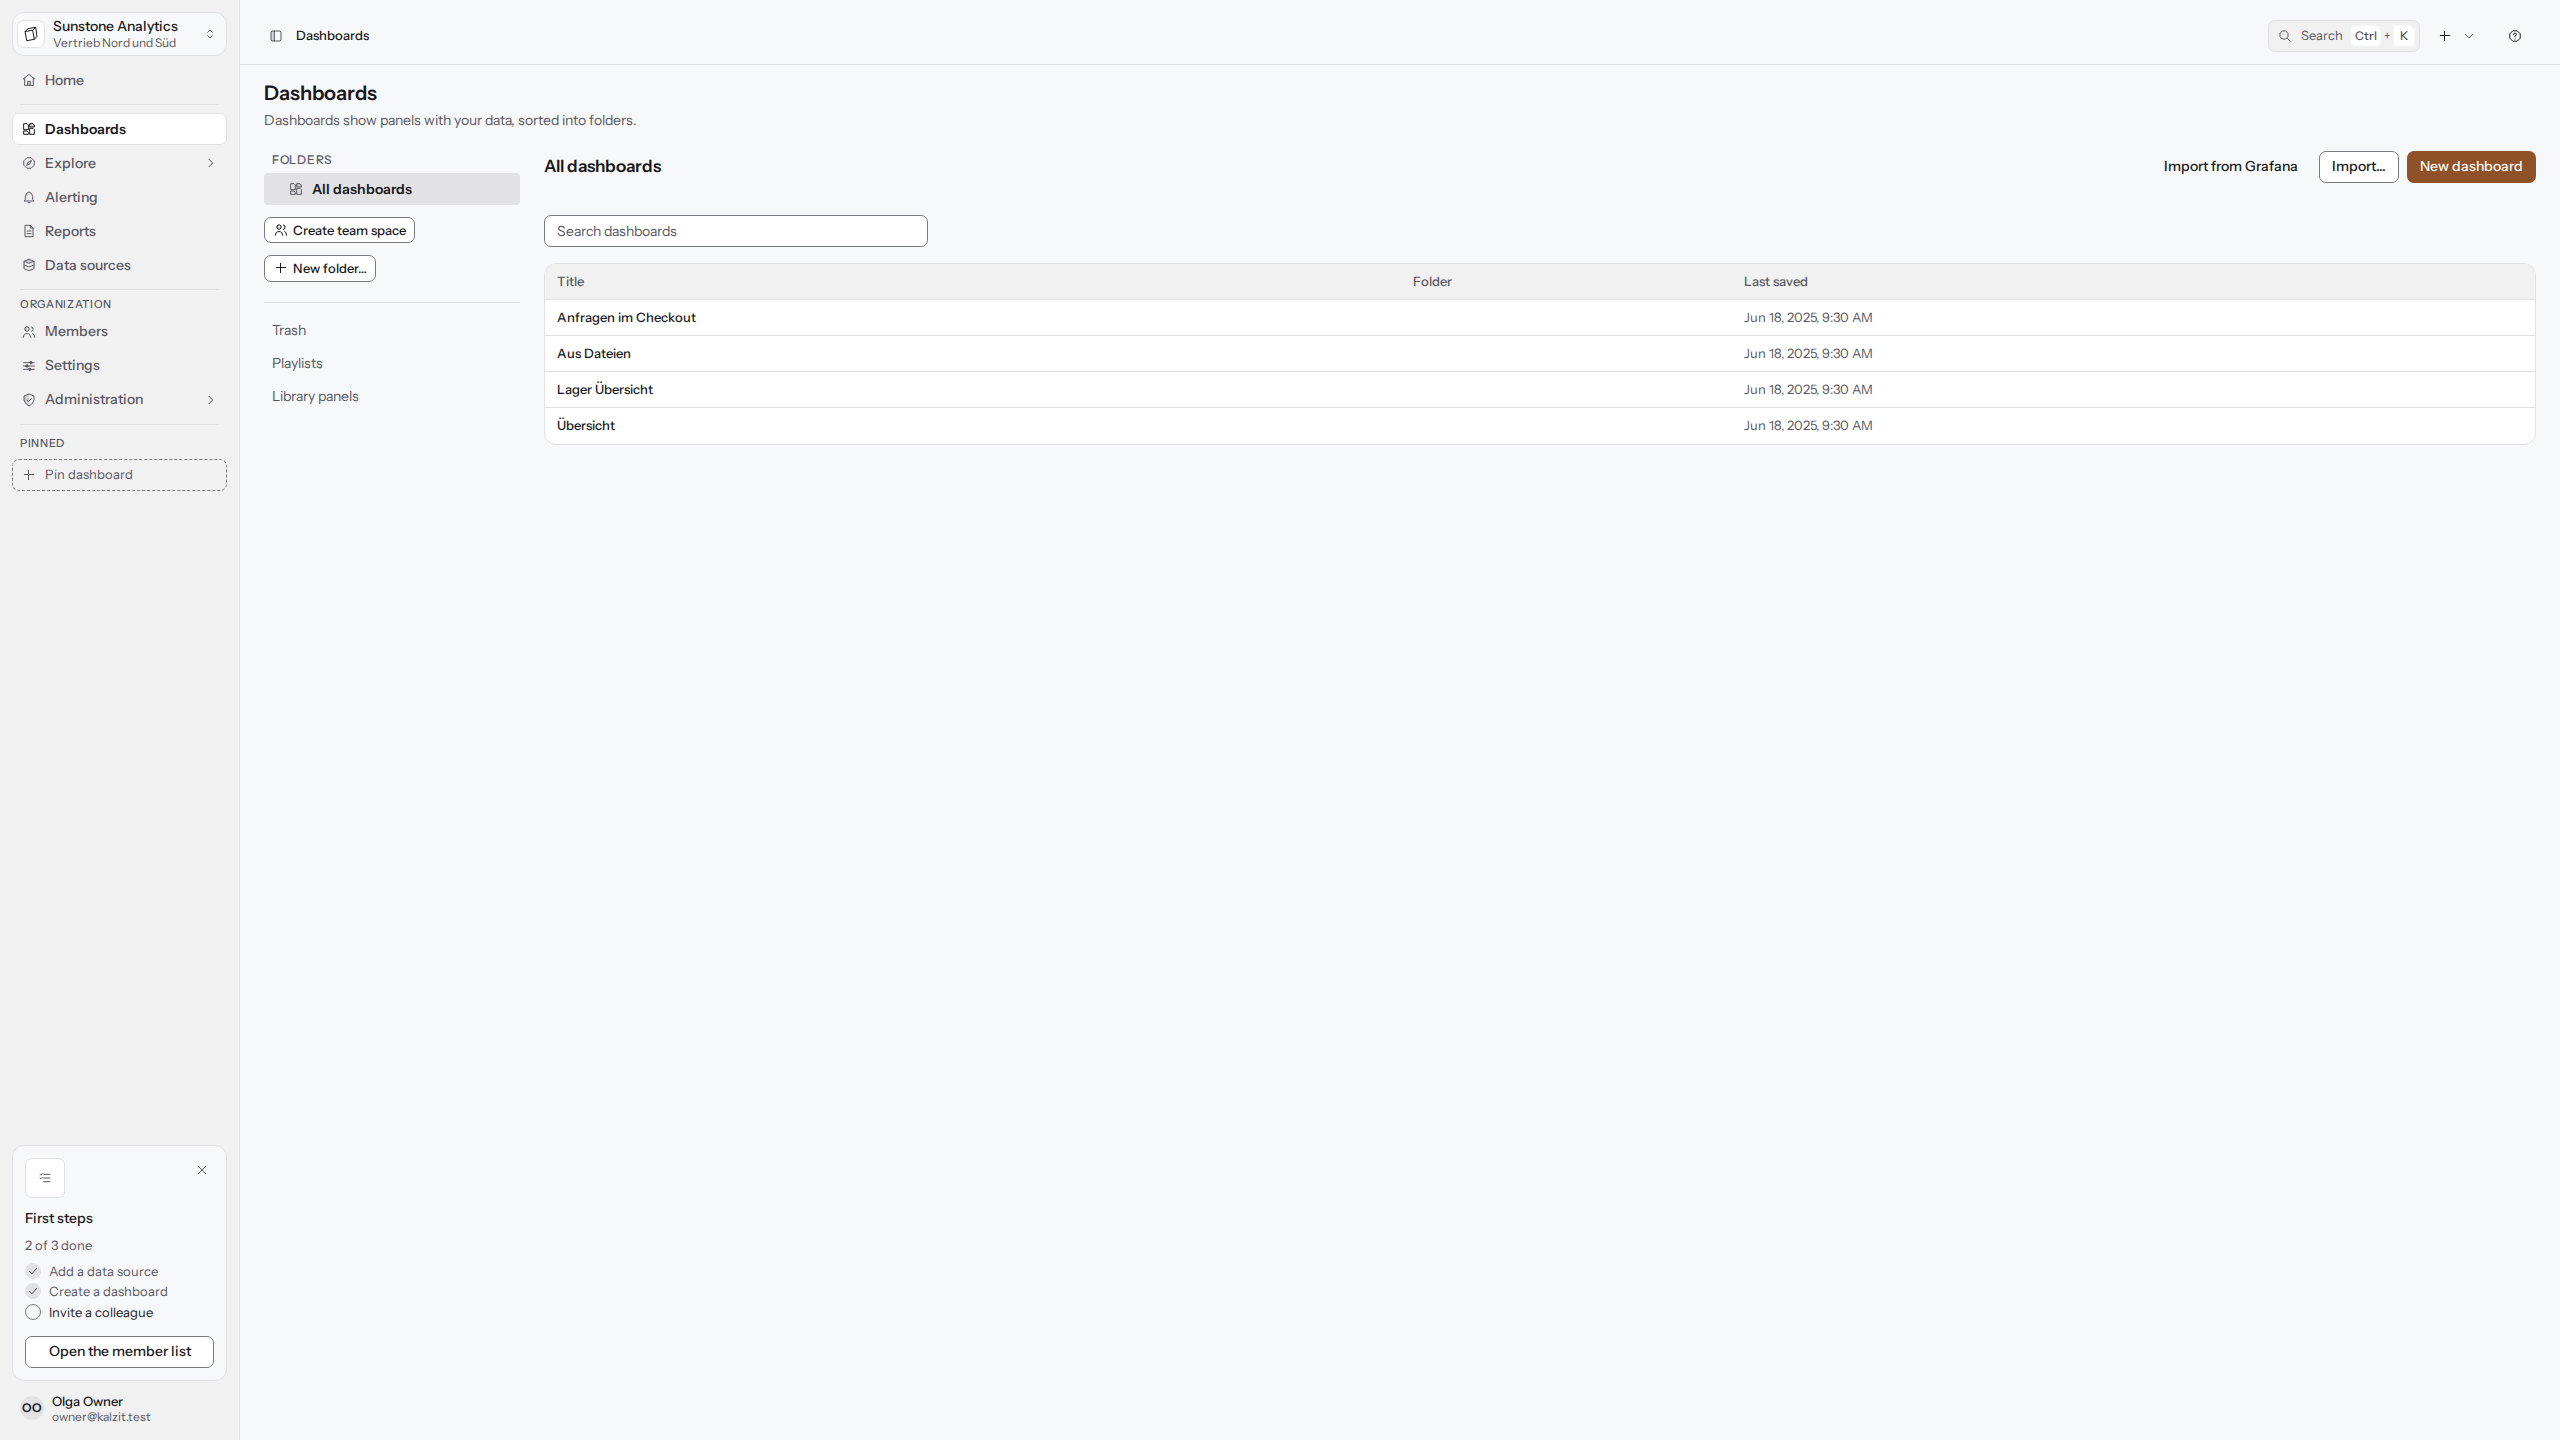 Sunstone Analytics
Vertrieb Nord und Süd
Home
Dashboards
Explore
Alerting
Reports
Data sources
ORGANIZATION
Members
Settings
Administration
PINNED
Pin dashboard
First steps
2 of 3 done
Add a data source
Create a dashboard
Invite a colleague
Open the member list
OO
Olga Owner
owner@kalzit.test
Dashboards
Search Ctrl + K
Dashboards
Dashboards show panels with your data, sorted into folders.
FOLDERS
All dashboards
Create team space
New folder...
Trash
Playlists
Library panels
All dashboards
Import from Grafana
Import...
New dashboard
Search dashboards
Title Folder Last saved
Anfragen im Checkout Jun 18, 2025, 9:30 AM
Aus Dateien Jun 18, 2025, 9:30 AM
Lager Übersicht Jun 18, 2025, 9:30 AM
Übersicht Jun 18, 2025, 9:30 AM